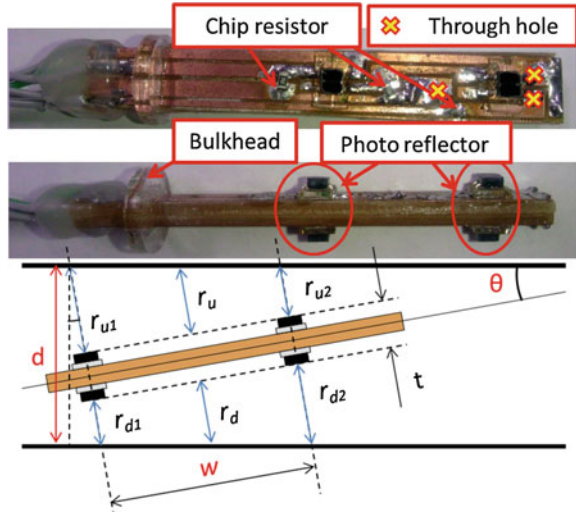 Chip resistor
Through hole
Bulkhead
Photo reflector
d
r_u1
r_u
r_u2
θ
r_d1
r_d
r_d2
t
w